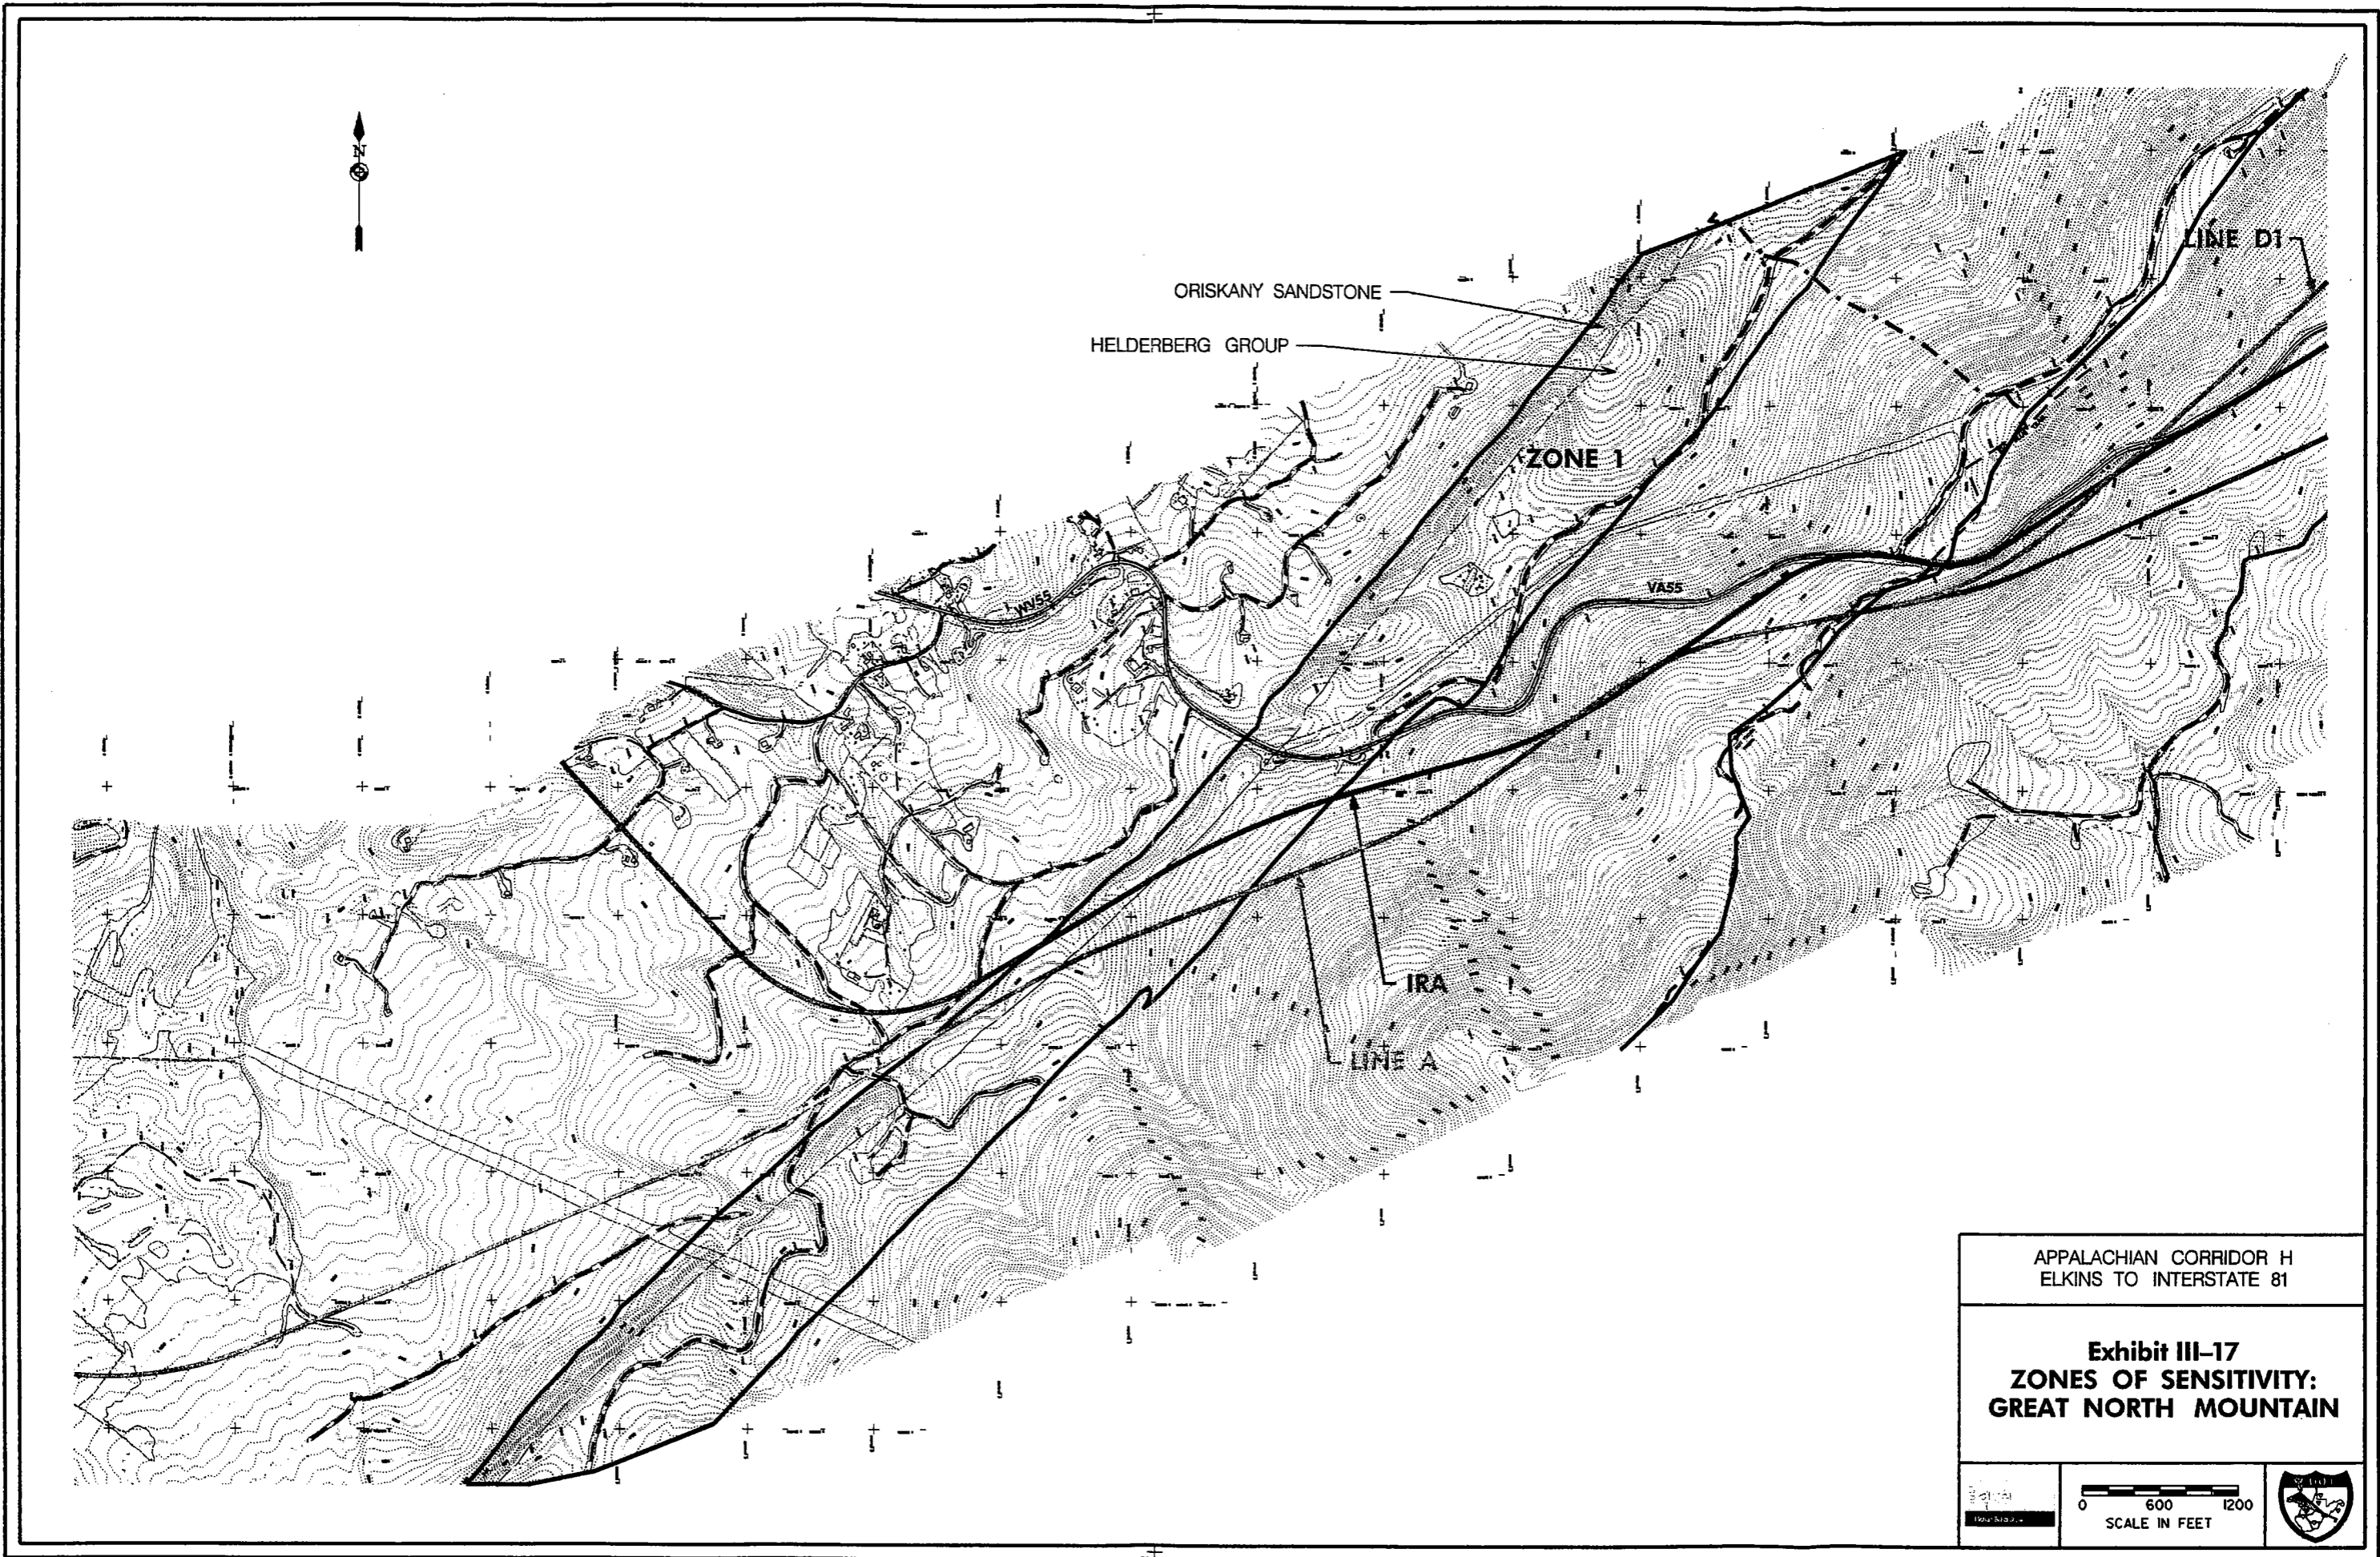 N
LINE D1
ORISKANY SANDSTONE
HELDERBERG GROUP
ZONE 1
WV55
VA55
IRA
LINE A
APPALACHIAN CORRIDOR H
ELKINS TO INTERSTATE 81
Exhibit III–17
ZONES OF SENSITIVITY:
GREAT NORTH MOUNTAIN
0 600 1200
SCALE IN FEET